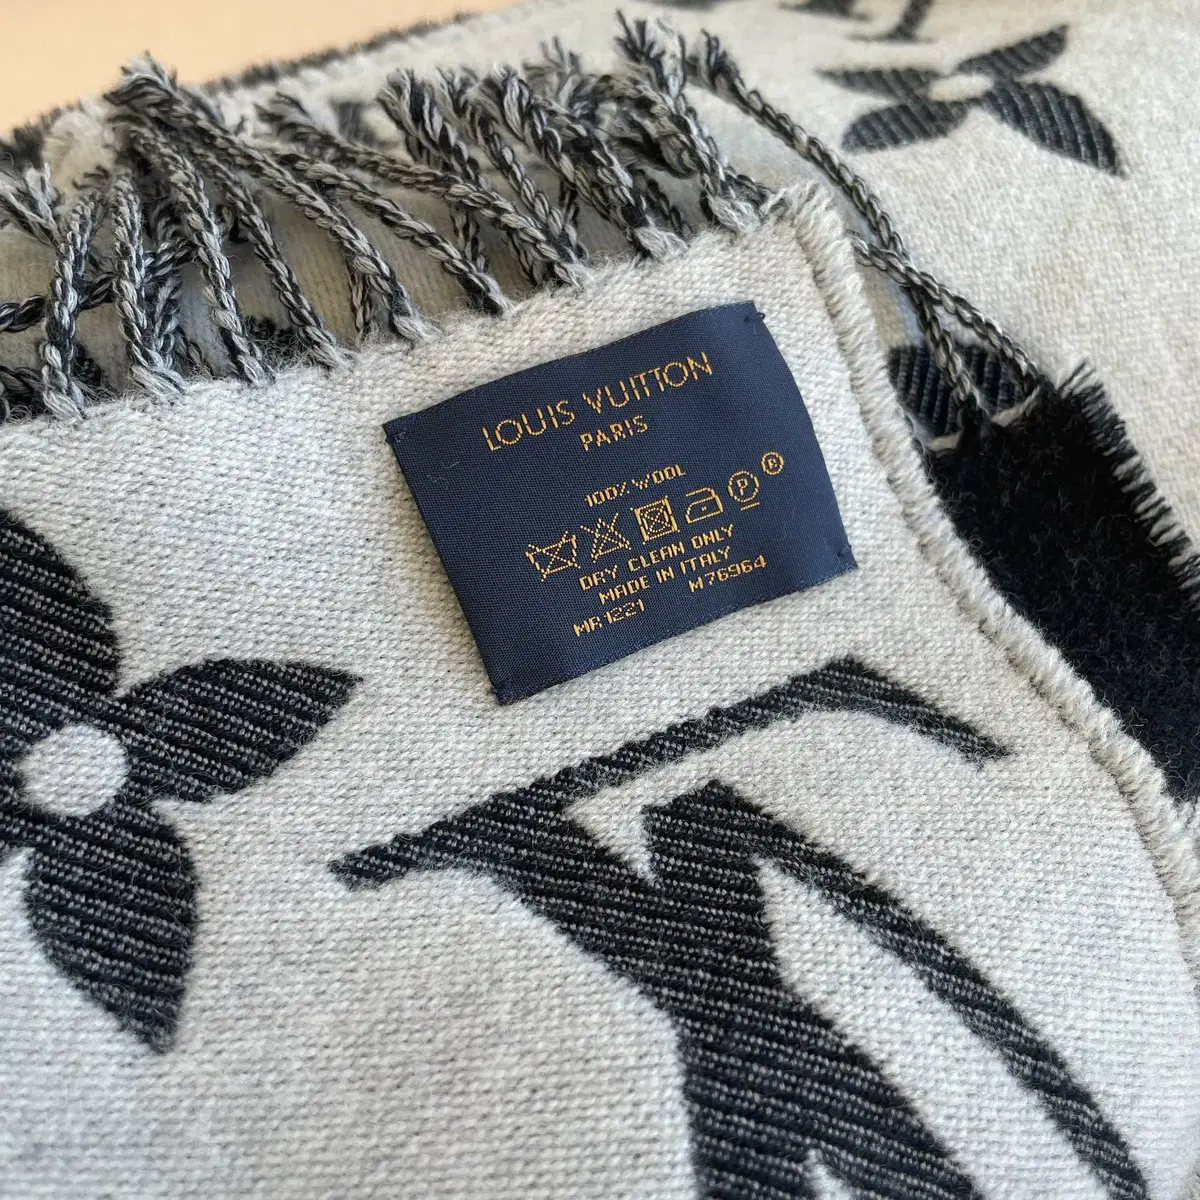 LOUIS VUITTON
PARIS
100% WOOL
P ®
DRY CLEAN ONLY
MADE IN ITALY
MR1221 M76964